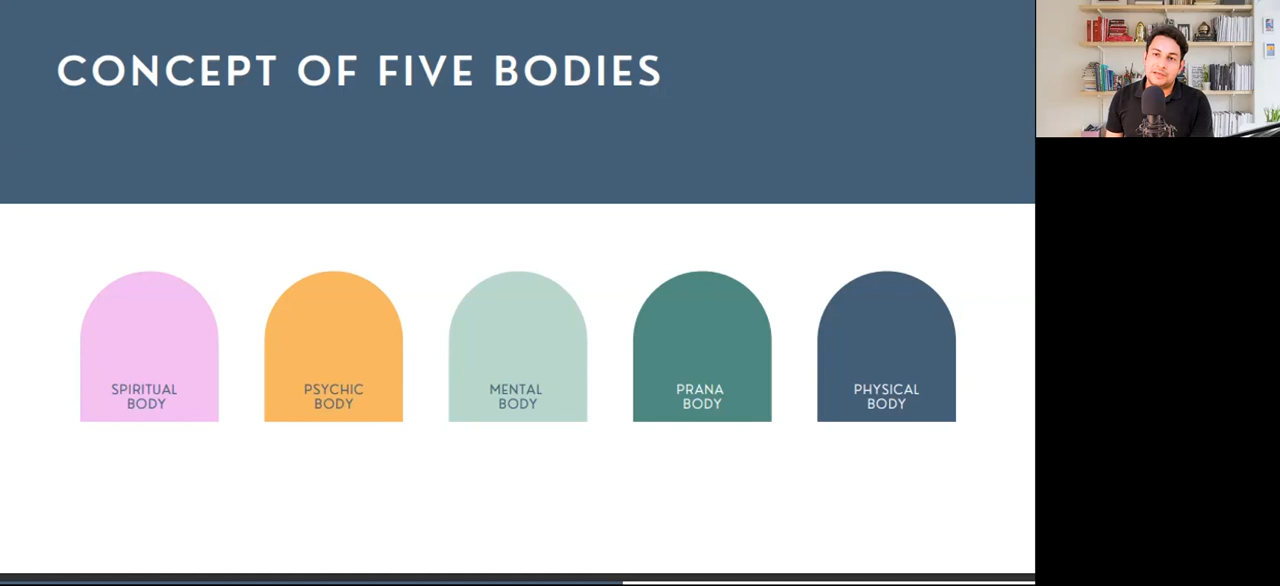 CONCEPT OF FIVE BODIES
SPIRITUAL
BODY
PSYCHIC
BODY
MENTAL
BODY
PRANA
BODY
PHYSICAL
BODY